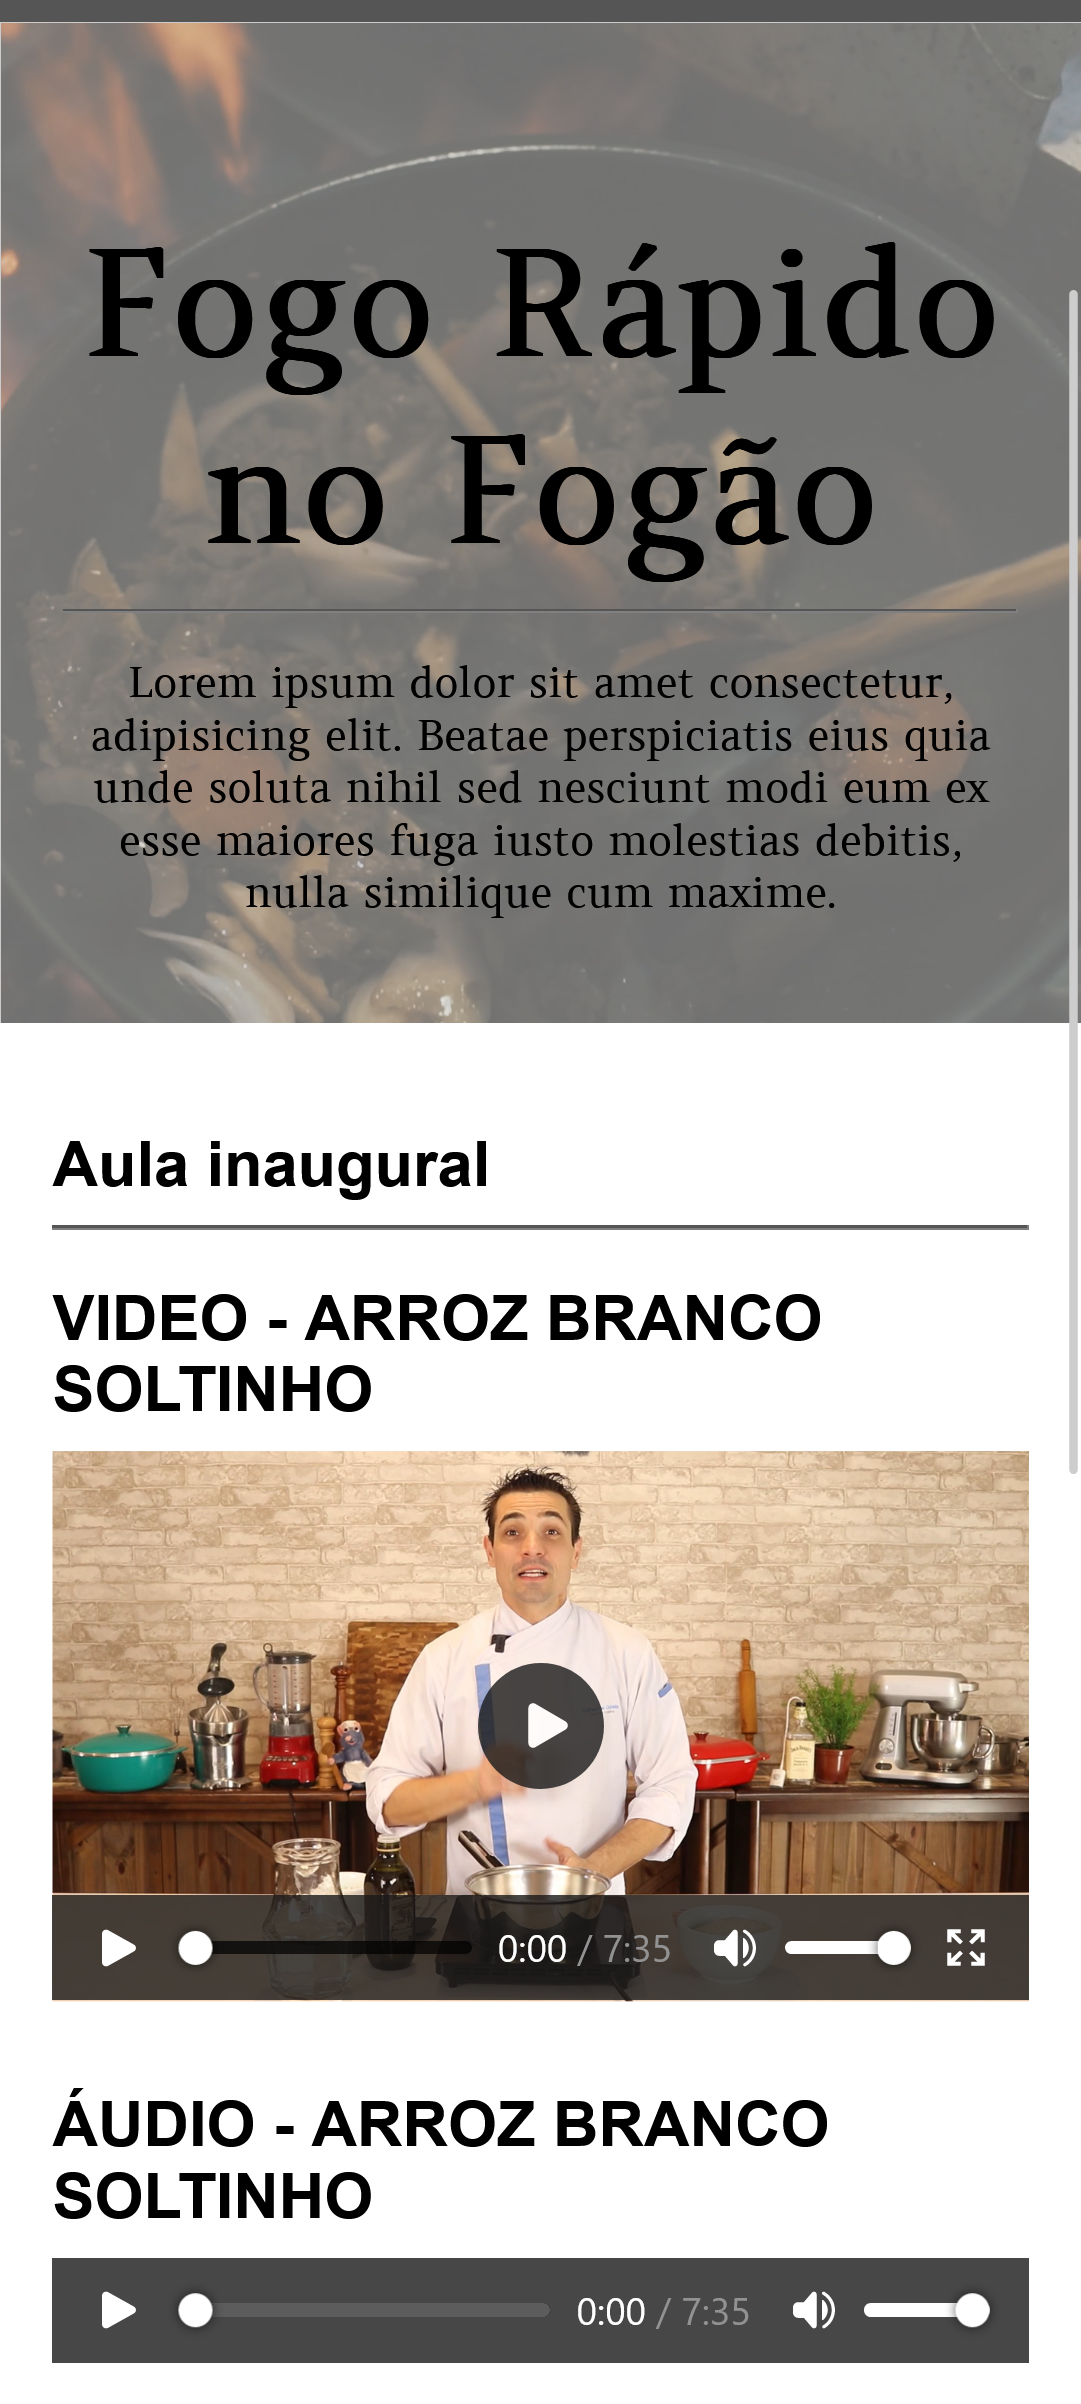 Fogo Rápido
no Fogão
Lorem ipsum dolor sit amet consectetur,
adipisicing elit. Beatae perspiciatis eius quia
unde soluta nihil sed nesciunt modi eum ex
esse maiores fuga iusto molestias debitis,
nulla similique cum maxime.
Aula inaugural
VIDEO - ARROZ BRANCO
SOLTINHO
0:00 / 7:35
ÁUDIO - ARROZ BRANCO
SOLTINHO
0:00 / 7:35